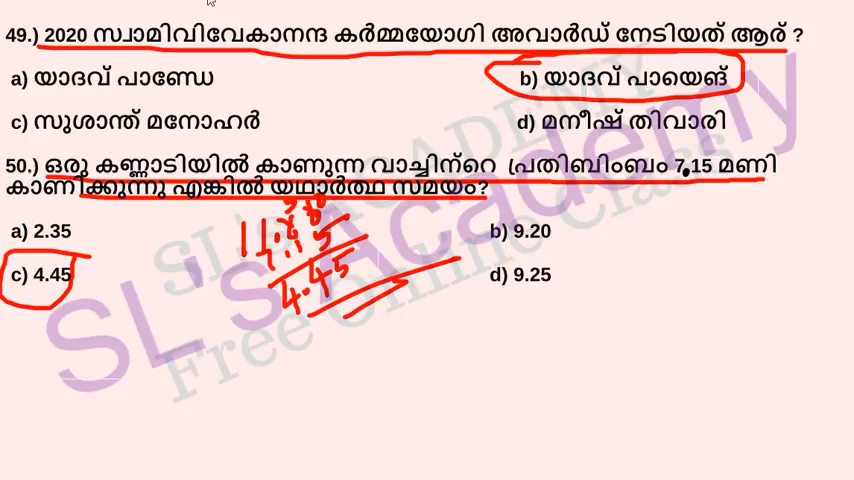 49.) 2020 സ്വാമിവിവേകാനന്ദ കർമ്മയോഗി അവാർഡ് നേടിയത് ആര് ?
a) യാദവ് പാണ്ഡേ
b) യാദവ് പായെങ്
c) സുശാന്ത് മനോഹർ
d) മനീഷ് തിവാരി
50.) ഒരു കണ്ണാടിയിൽ കാണുന്ന വാച്ചിന്റെ പ്രതിബിംബം 7.15 മണി
കാണിക്കുന്നു എങ്കിൽ യഥാർത്ഥ സമയം?
a) 2.35
b) 9.20
c) 4.45
d) 9.25
4.45
SL's Academy
SL's ACADEMY
Free Online Class